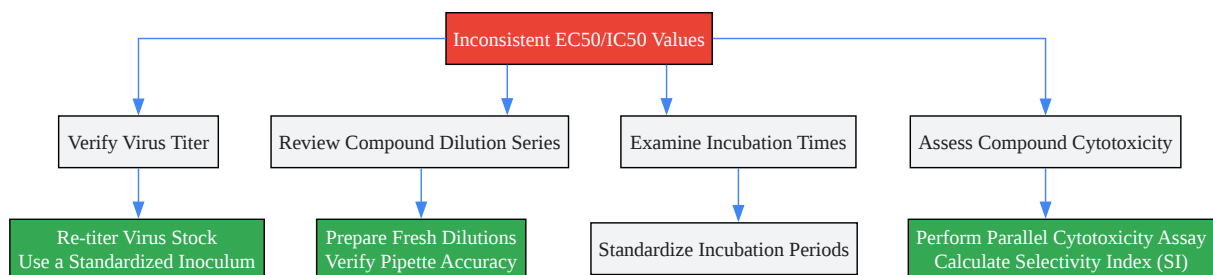 Inconsistent EC50/IC50 Values
Verify Virus Titer
Review Compound Dilution Series
Examine Incubation Times
Assess Compound Cytotoxicity
Re-titer Virus Stock
Use a Standardized Inoculum
Prepare Fresh Dilutions
Verify Pipette Accuracy
Standardize Incubation Periods
Perform Parallel Cytotoxicity Assay
Calculate Selectivity Index (SI)